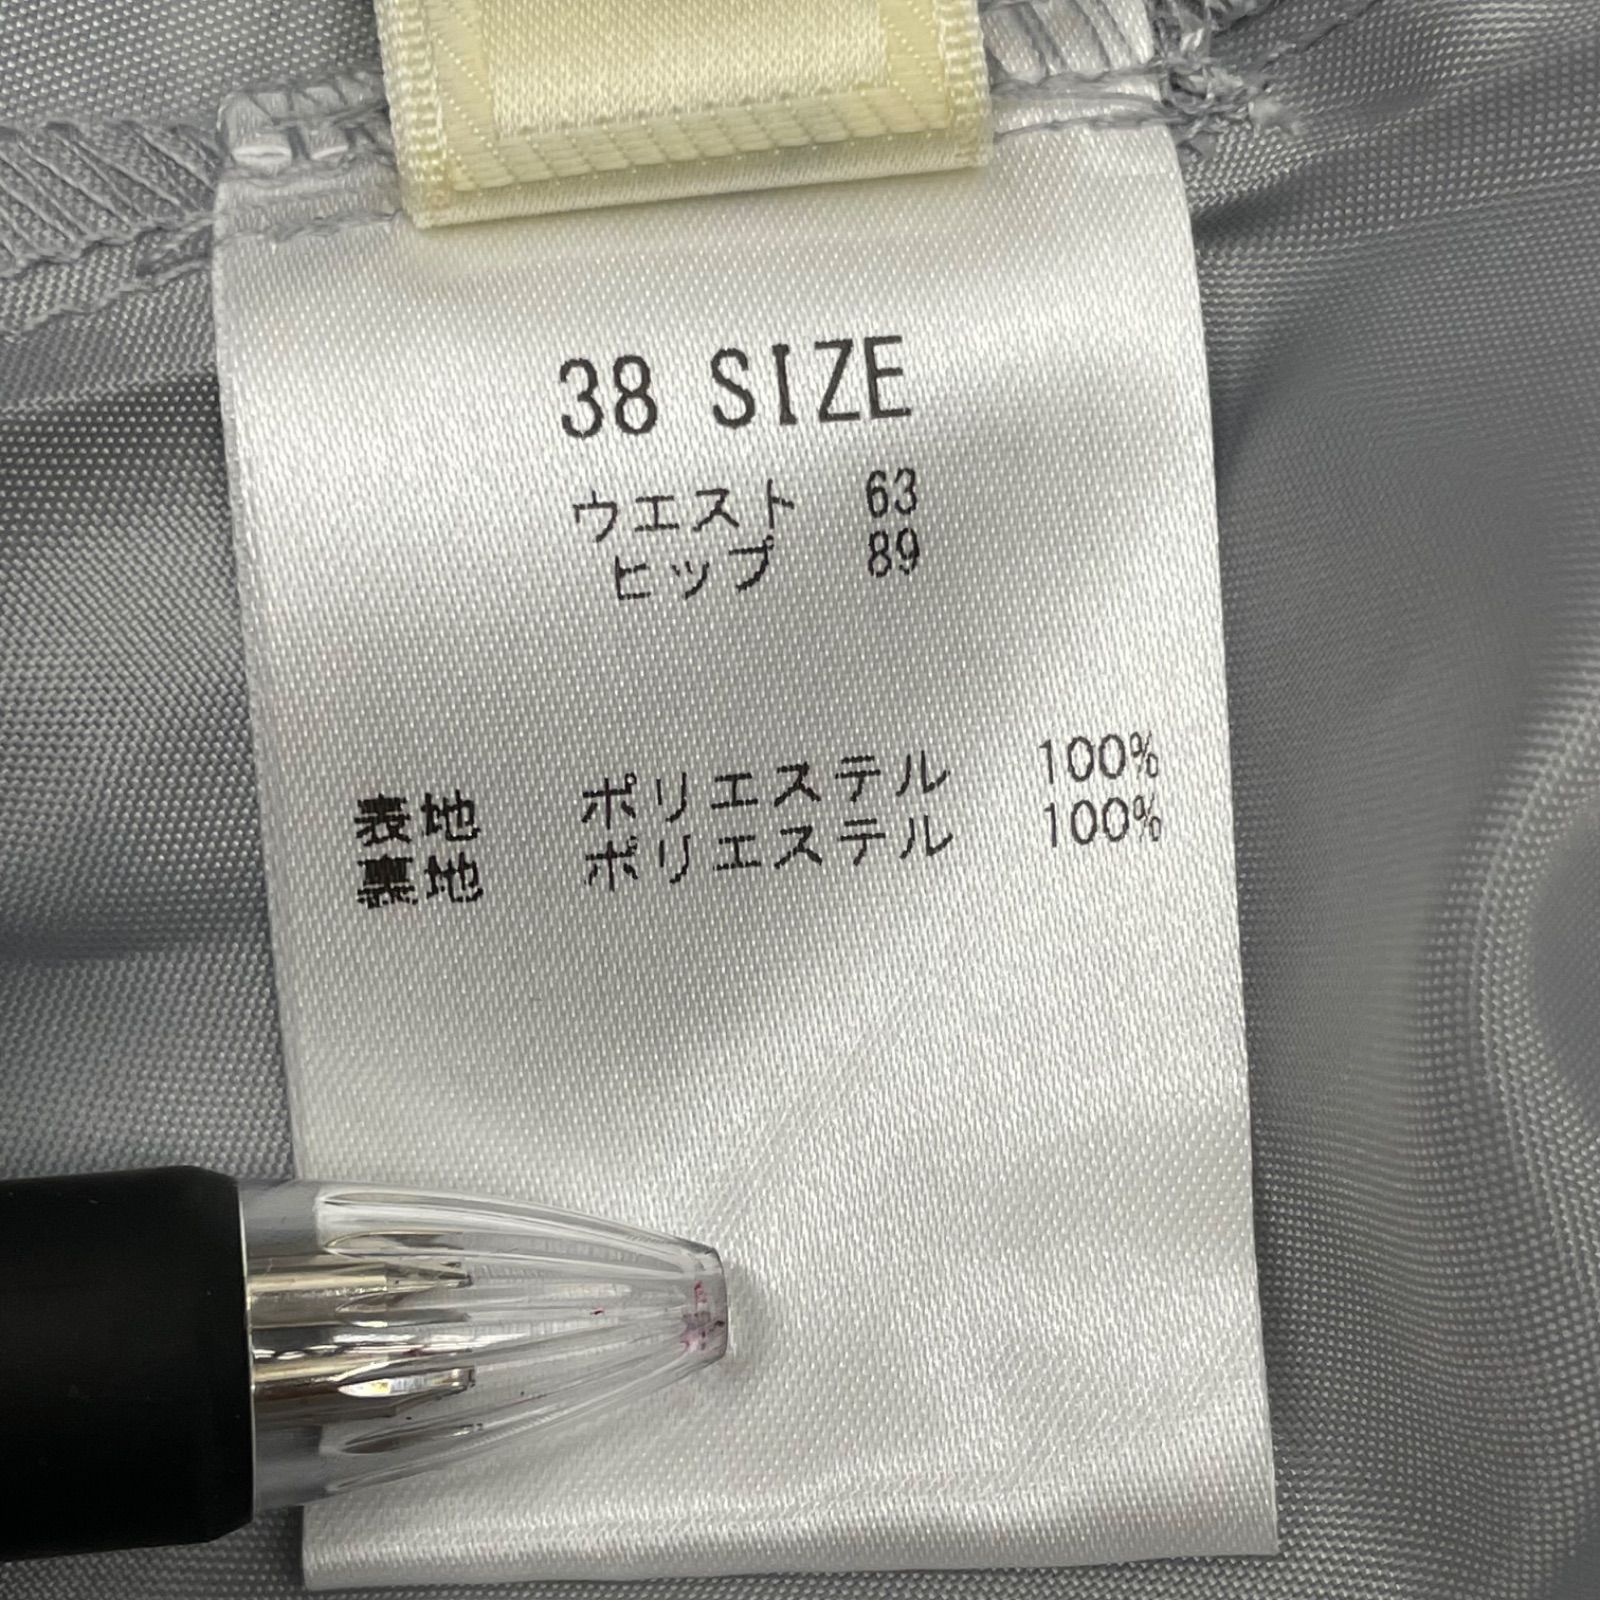 38 SIZE
ウエスト 63
ヒップ 89
表地 ポリエステル 100%
裏地 ポリエステル 100%